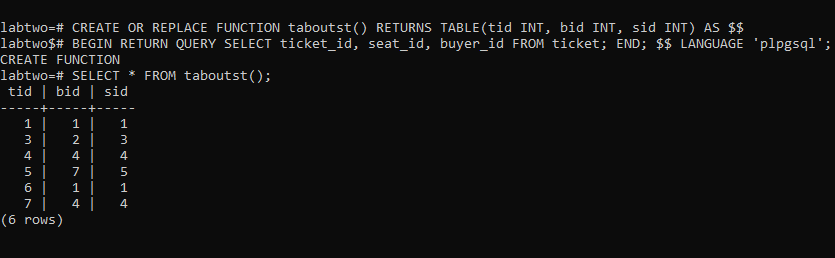 labtwo=# CREATE OR REPLACE FUNCTION taboutst() RETURNS TABLE(tid INT, bid INT, sid INT) AS $$
labtwo$# BEGIN RETURN QUERY SELECT ticket_id, seat_id, buyer_id FROM ticket; END; $$ LANGUAGE 'plpgsql';
CREATE FUNCTION
labtwo=# SELECT * FROM taboutst();
 tid | bid | sid
-----+-----+-----
   1 |   1 |   1
   3 |   2 |   3
   4 |   4 |   4
   5 |   7 |   5
   6 |   1 |   1
   7 |   4 |   4
(6 rows)